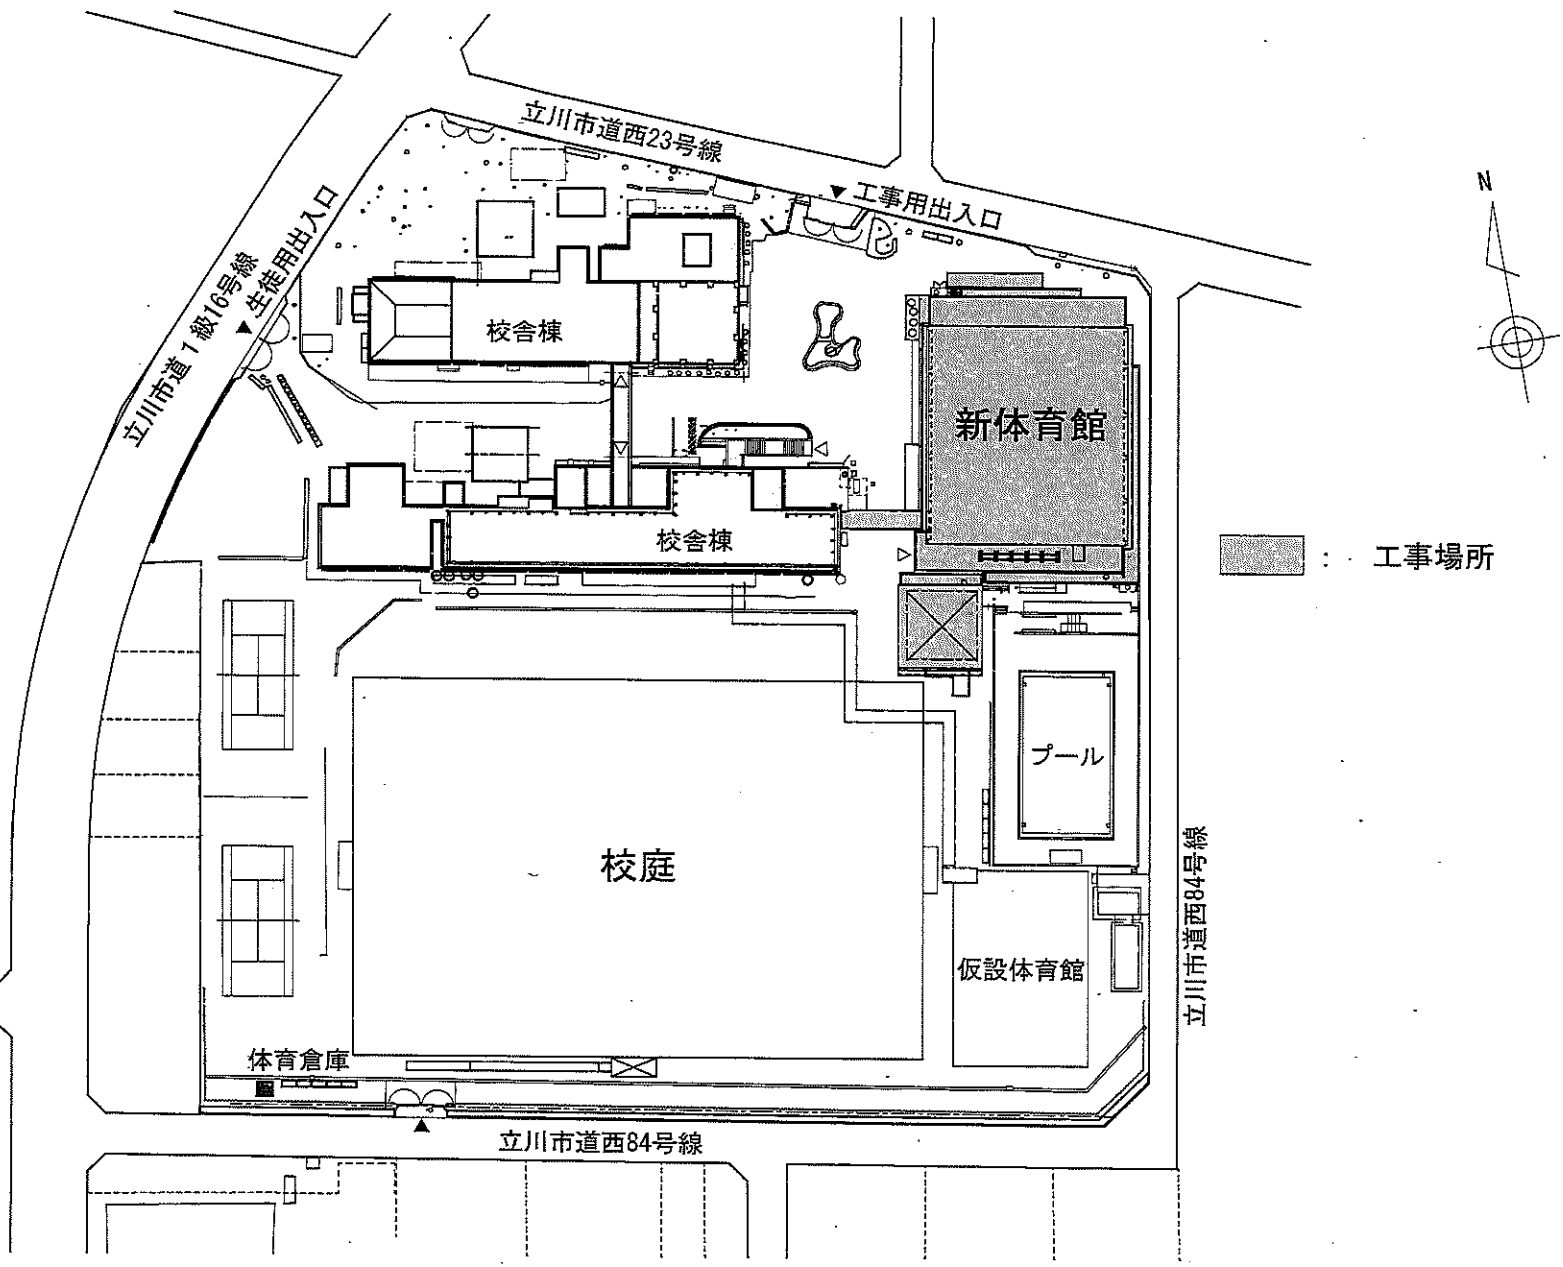 立川市道西23号線
N
▼工事用出入口
立川市道1級16号線
▲生徒用出入口
校舎棟
新体育館
校舎棟
: 工事場所
プール
校庭
立川市道西84号線
仮設体育館
体育倉庫
立川市道西84号線